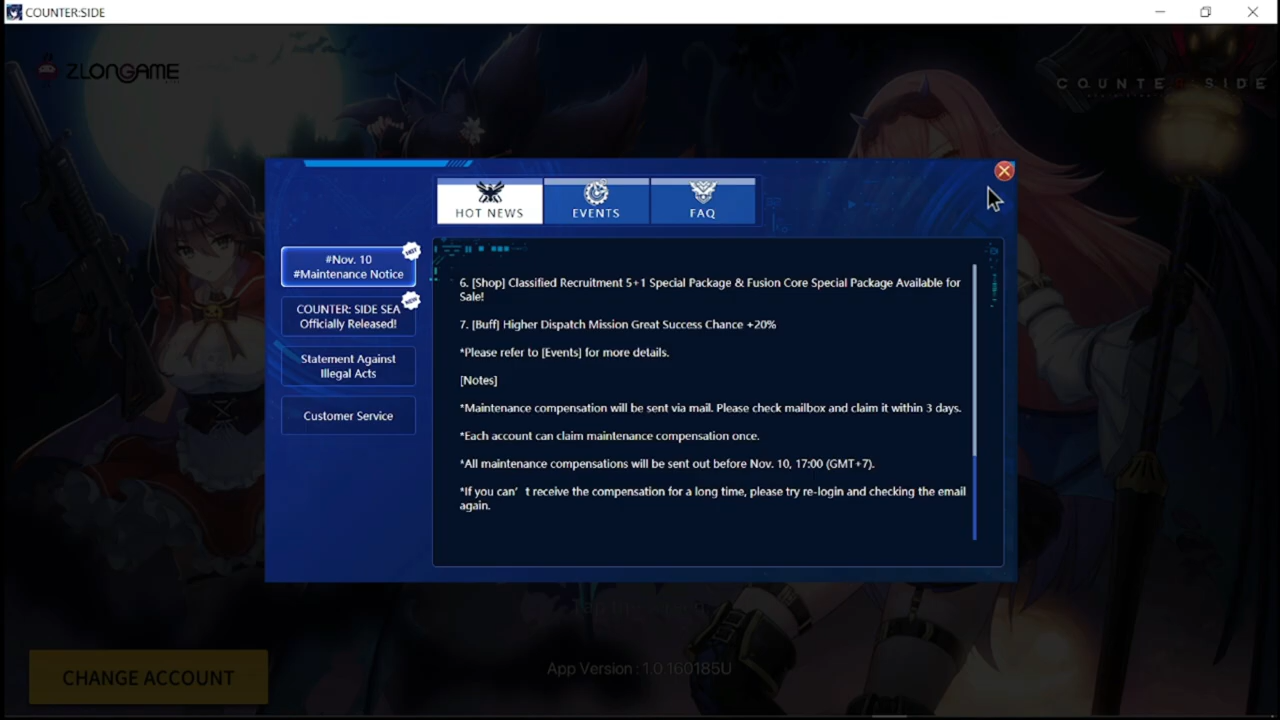 COUNTER:SIDE
ZLONGAME
COUNTER:SIDE
HOT NEWS
EVENTS
FAQ
#Nov. 10
#Maintenance Notice
HOT
COUNTER: SIDE SEA
Officially Released!
NEW
Statement Against
Illegal Acts
Customer Service
6. [Shop] Classified Recruitment 5+1 Special Package & Fusion Core Special Package Available for
Sale!
7. [Buff] Higher Dispatch Mission Great Success Chance +20%
*Please refer to [Events] for more details.
[Notes]
*Maintenance compensation will be sent via mail. Please check mailbox and claim it within 3 days.
*Each account can claim maintenance compensation once.
*All maintenance compensations will be sent out before Nov. 10, 17:00 (GMT+7).
*If you can’ t receive the compensation for a long time, please try re-login and checking the email
again.
CHANGE ACCOUNT
App Version : 1.0.160185U